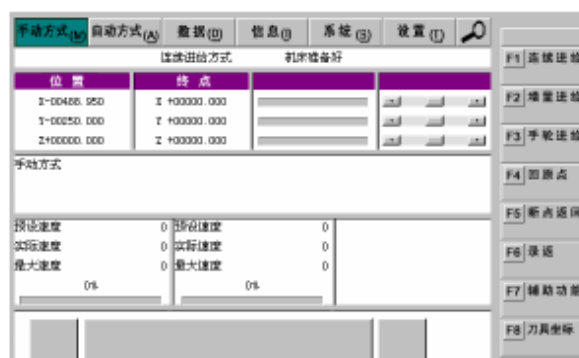 手动方式(M) 自动方式(A) 数据(D) 信息(I) 系统(S) 设置(T)
连续进给方式 机床准备好
位置 终点
X-00486.950 X +00000.000
Y-00250.000 Y +00000.000
Z+00000.000 Z +00000.000
手动方式
预设速度 0 预设速度 0
实际速度 0 实际速度 0
最大速度 0 最大速度 0
0% 0%
F1 连续进给
F2 增量进给
F3 手轮进给
F4 回原点
F5 断点返回
F6 录返
F7 辅助功能
F8 刀具坐标